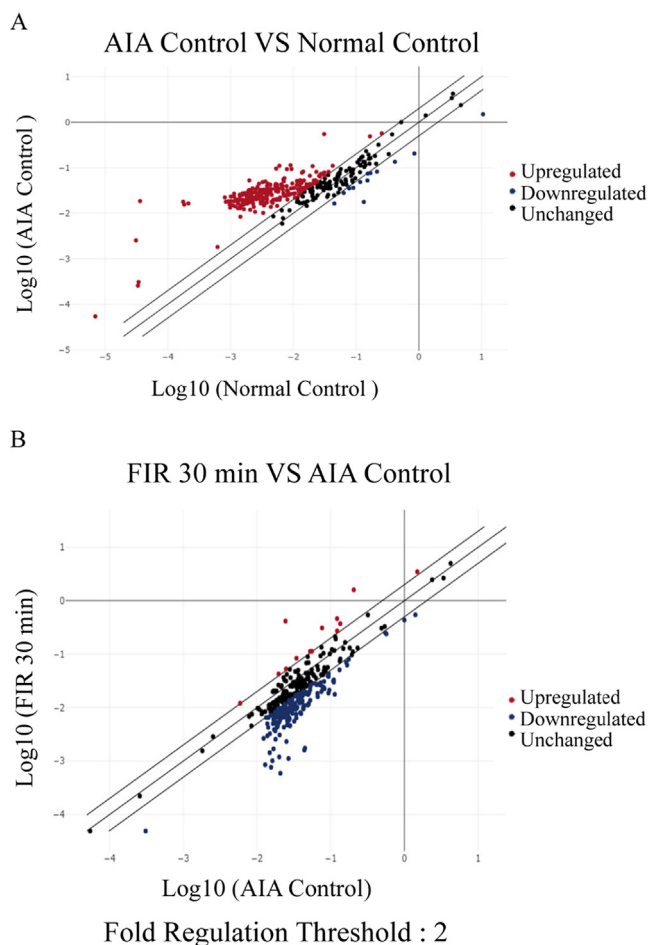 A
AIA Control VS Normal Control
1
0
−1
−2
−3
−4
−5
Log10 (AIA Control )
−5 −4 −3 −2 −1 0 1
Log10 (Normal Control )
Upregulated
Downregulated
Unchanged
B
FIR 30 min VS AIA Control
1
0
−1
−2
−3
−4
Log10 (FIR 30 min)
−4 −3 −2 −1 0 1
Log10 (AIA Control)
Upregulated
Downregulated
Unchanged
Fold Regulation Threshold : 2